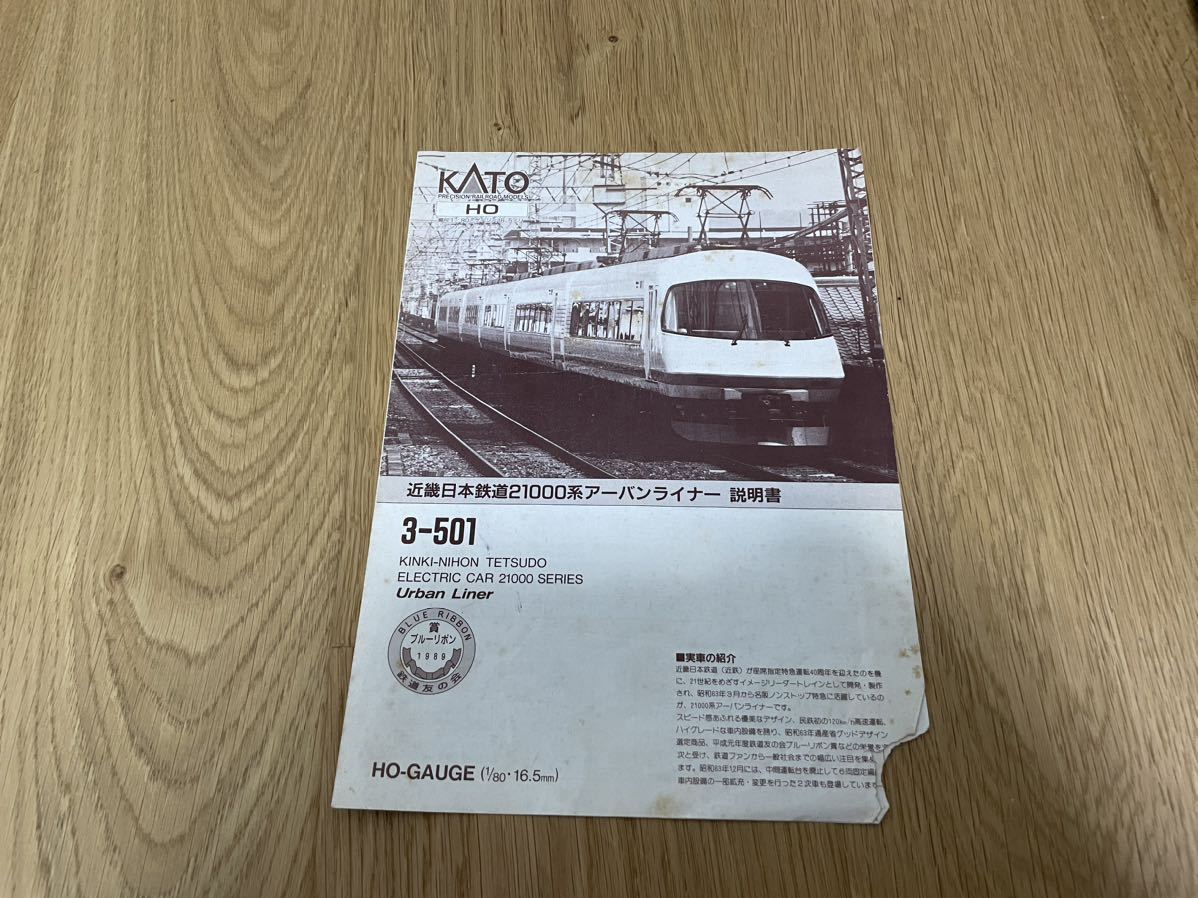 KATO
PRECISION RAILROAD MODELS
HO
近畿日本鉄道21000系アーバンライナー 説明書
3-501
KINKI-NIHON TETSUDO
ELECTRIC CAR 21000 SERIES
Urban Liner
BLUE RIBBON
賞
ブルーリボン
1989
鉄道友の会
HO-GAUGE (1/80・16.5mm)
■実車の紹介
近畿日本鉄道（近鉄）が座席指定特急運転40周年を迎えたのを機
に、21世紀をめざすイメージリーダートレインとして開発・製作
され、昭和63年3月から名阪ノンストップ特急に活躍しているの
が、21000系アーバンライナーです。
スピード感あふれる優美なデザイン、民鉄初の120km/h高速運転、
ハイグレードな車内設備を誇り、昭和63年通産省グッドデザイン
選定商品、平成元年度鉄道友の会ブルーリボン賞などの栄誉を
次と受け、鉄道ファンから一般社会までの幅広い注目を集
ます。昭和63年12月には、中間運転台を廃止して6両固定編
車内設備の一部拡充・変更を行った2次車も登場しています